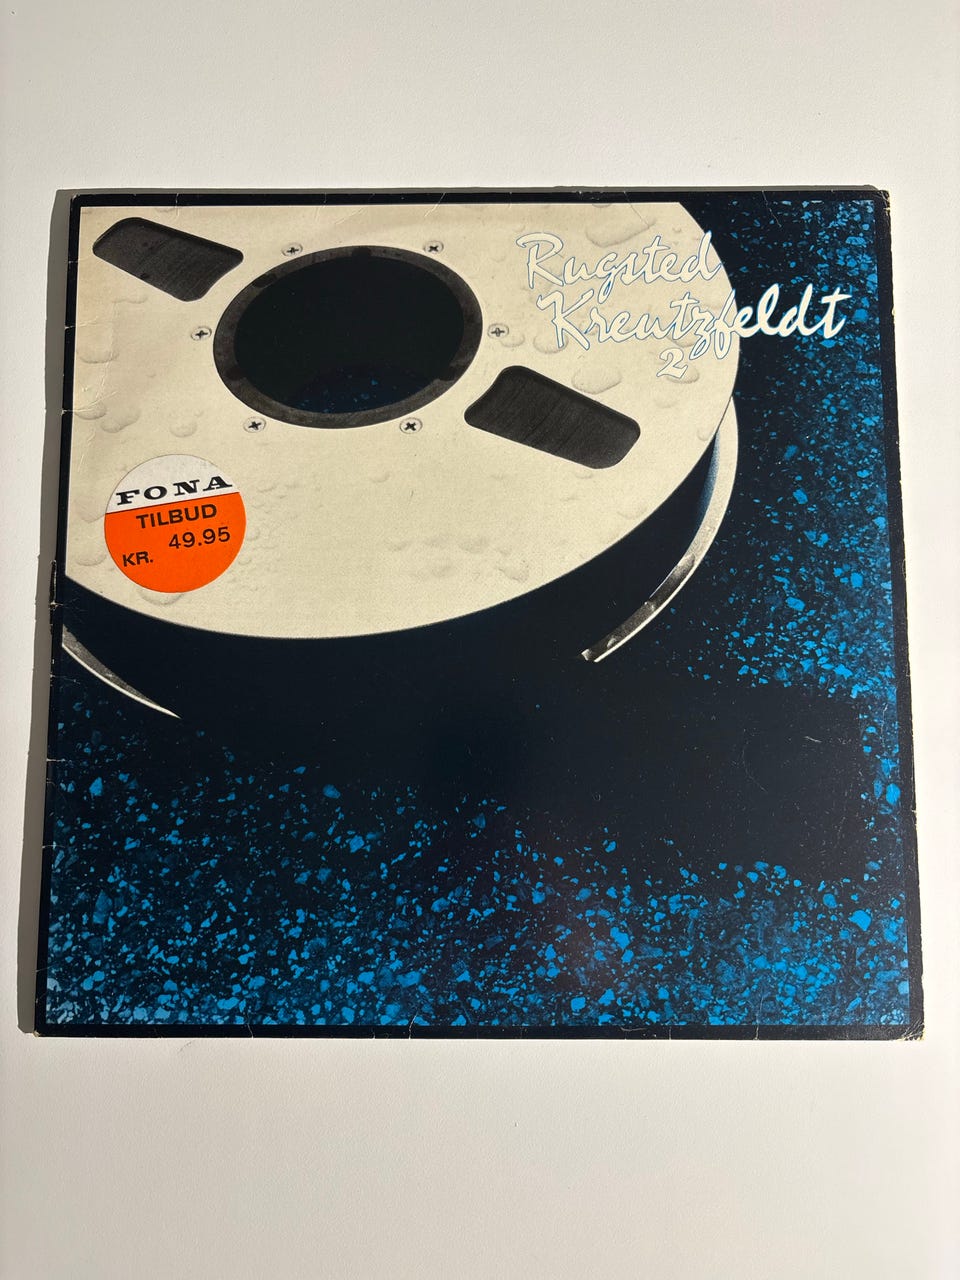 Rugsted
Kreutzfeldt
2
FONA
TILBUD
KR. 49.95